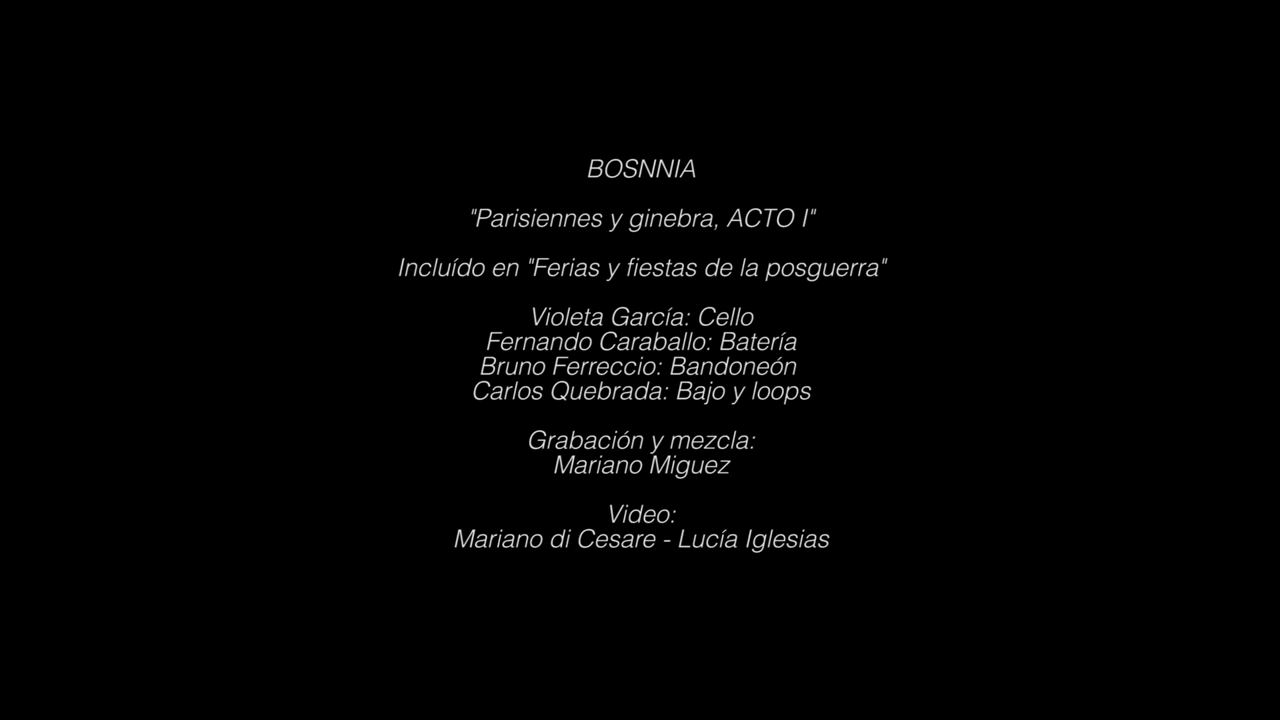 BOSNNIA
"Parisiennes y ginebra, ACTO I"
Incluído en "Ferias y fiestas de la posguerra"
Violeta García: Cello
Fernando Caraballo: Batería
Bruno Ferreccio: Bandoneón
Carlos Quebrada: Bajo y loops
Grabación y mezcla:
Mariano Miguez
Video:
Mariano di Cesare - Lucía Iglesias